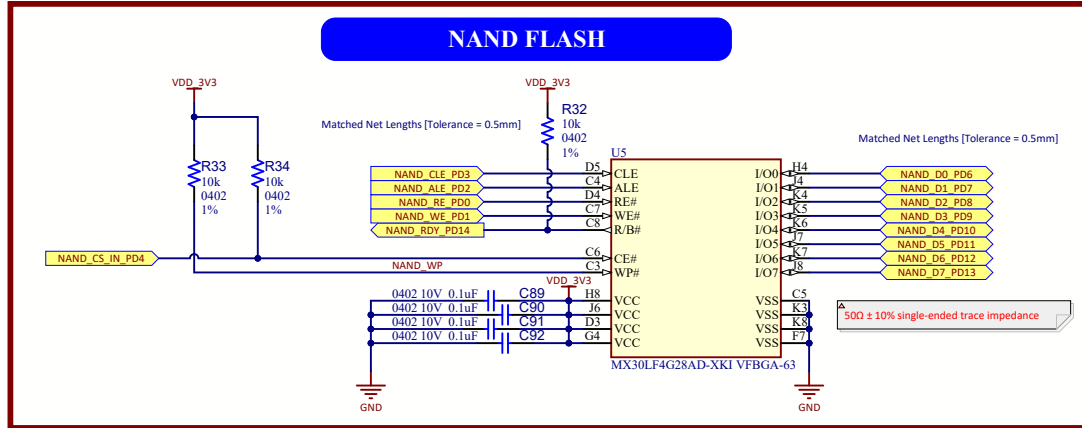 NAND FLASH
VDD_3V3
VDD_3V3
R32
10k
0402
1%
Matched Net Lengths [Tolerance = 0.5mm]
Matched Net Lengths [Tolerance = 0.5mm]
R33
10k
0402
1%
R34
10k
0402
1%
U5
NAND_CLE_PD3 D5 CLE I/O0 H4 NAND_D0_PD6
NAND_ALE_PD2 C4 ALE I/O1 J4 NAND_D1_PD7
NAND_RE_PD0 D4 RE# I/O2 K4 NAND_D2_PD8
NAND_WE_PD1 C7 WE# I/O3 K5 NAND_D3_PD9
NAND_RDY_PD14 C8 R/B# I/O4 K6 NAND_D4_PD10
I/O5 J7 NAND_D5_PD11
NAND_CS_IN_PD4 C6 CE# I/O6 K7 NAND_D6_PD12
NAND_WP C3 WP# I/O7 J8 NAND_D7_PD13
VDD_3V3
0402 10V 0.1uF C89 H8 VCC VSS C5
0402 10V 0.1uF C90 J6 VCC VSS K3
0402 10V 0.1uF C91 D3 VCC VSS K8
0402 10V 0.1uF C92 G4 VCC VSS F7
50Ω ± 10% single-ended trace impedance
MX30LF4G28AD-XKI VFBGA-63
GND
GND